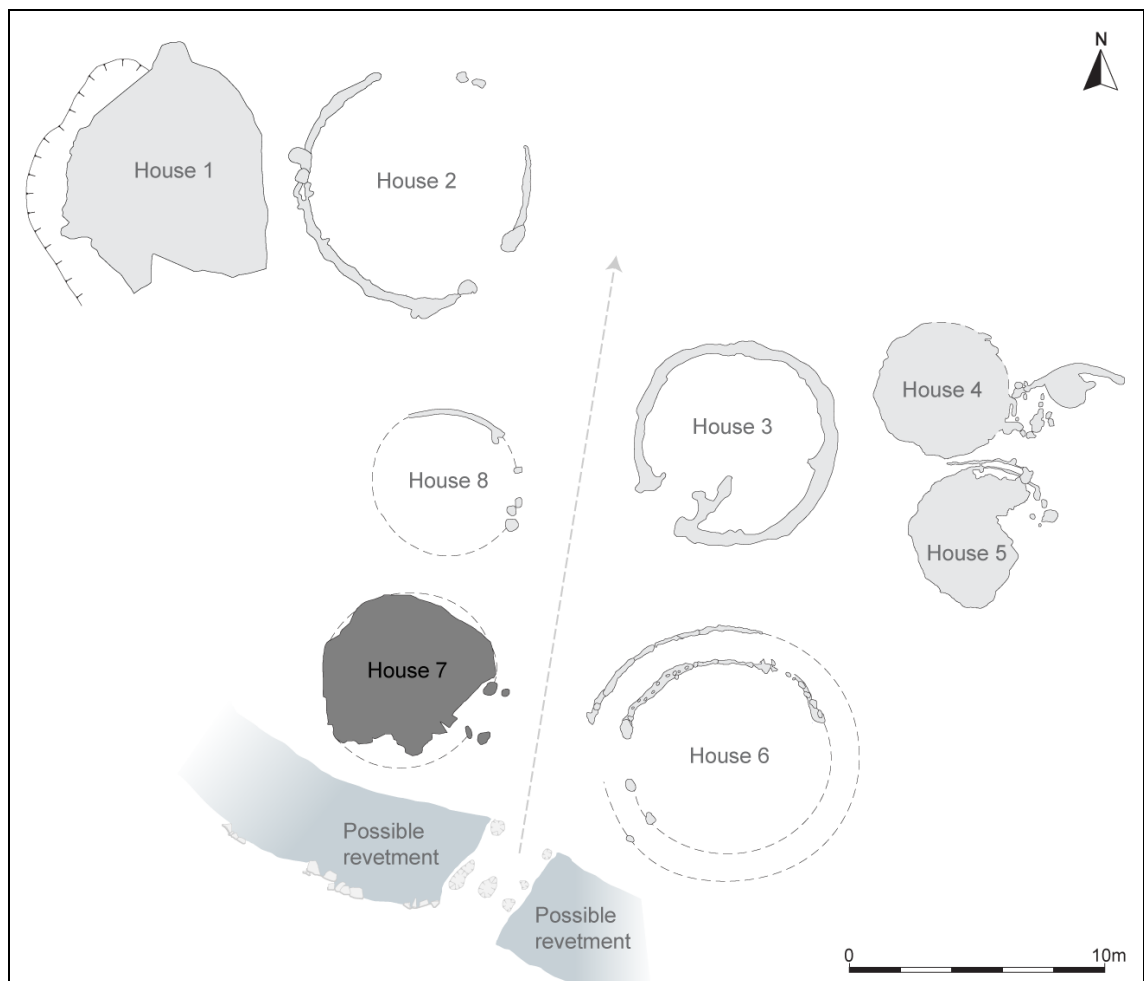 N
House 1
House 2
House 4
House 3
House 8
House 5
House 7
House 6
Possible
revetment
Possible
revetment
0
10m